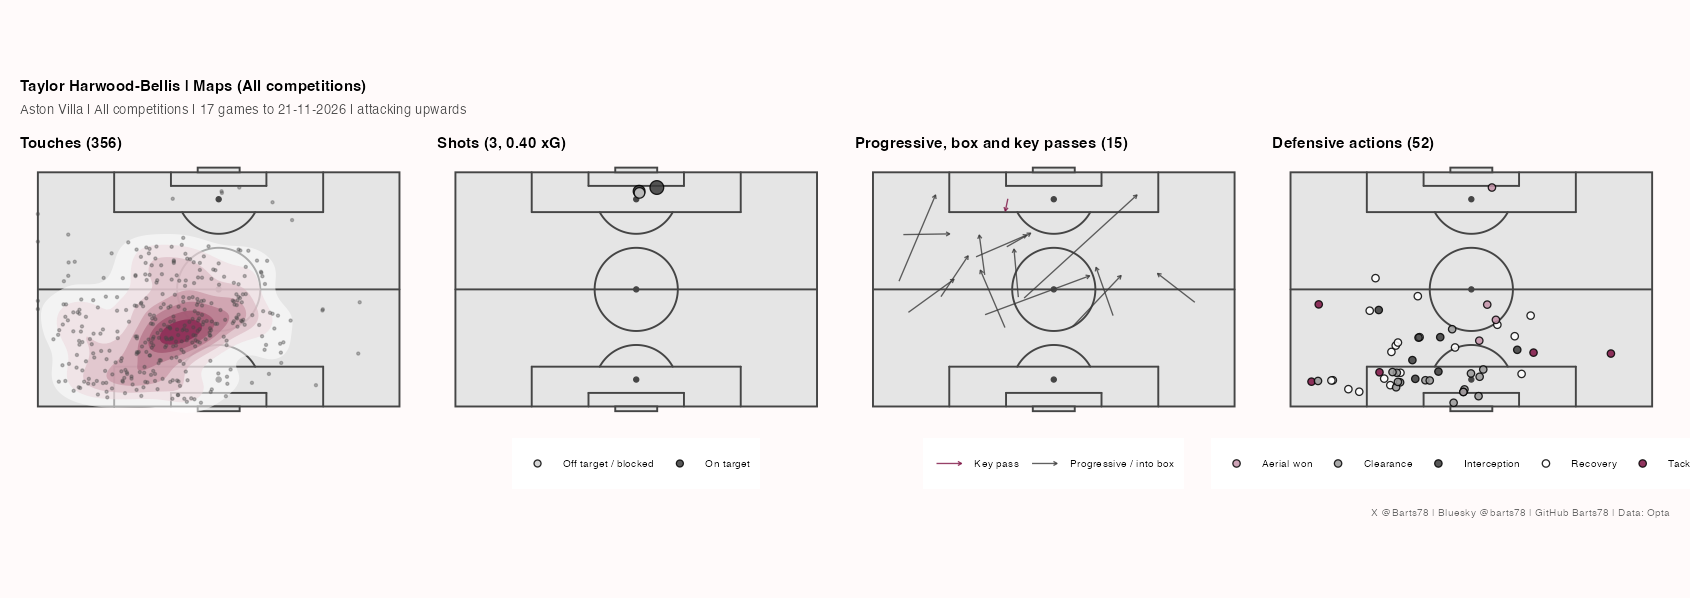 Taylor Harwood-Bellis | Maps (All competitions)
Aston Villa | All competitions | 17 games to 21-11-2026 | attacking upwards
Touches (356)
Shots (3, 0.40 xG)
Progressive, box and key passes (15)
Defensive actions (52)
Off target / blocked
On target
Key pass
Progressive / into box
Aerial won
Clearance
Interception
Recovery
Tack
X @Barts78 | Bluesky @barts78 | GitHub Barts78 | Data: Opta